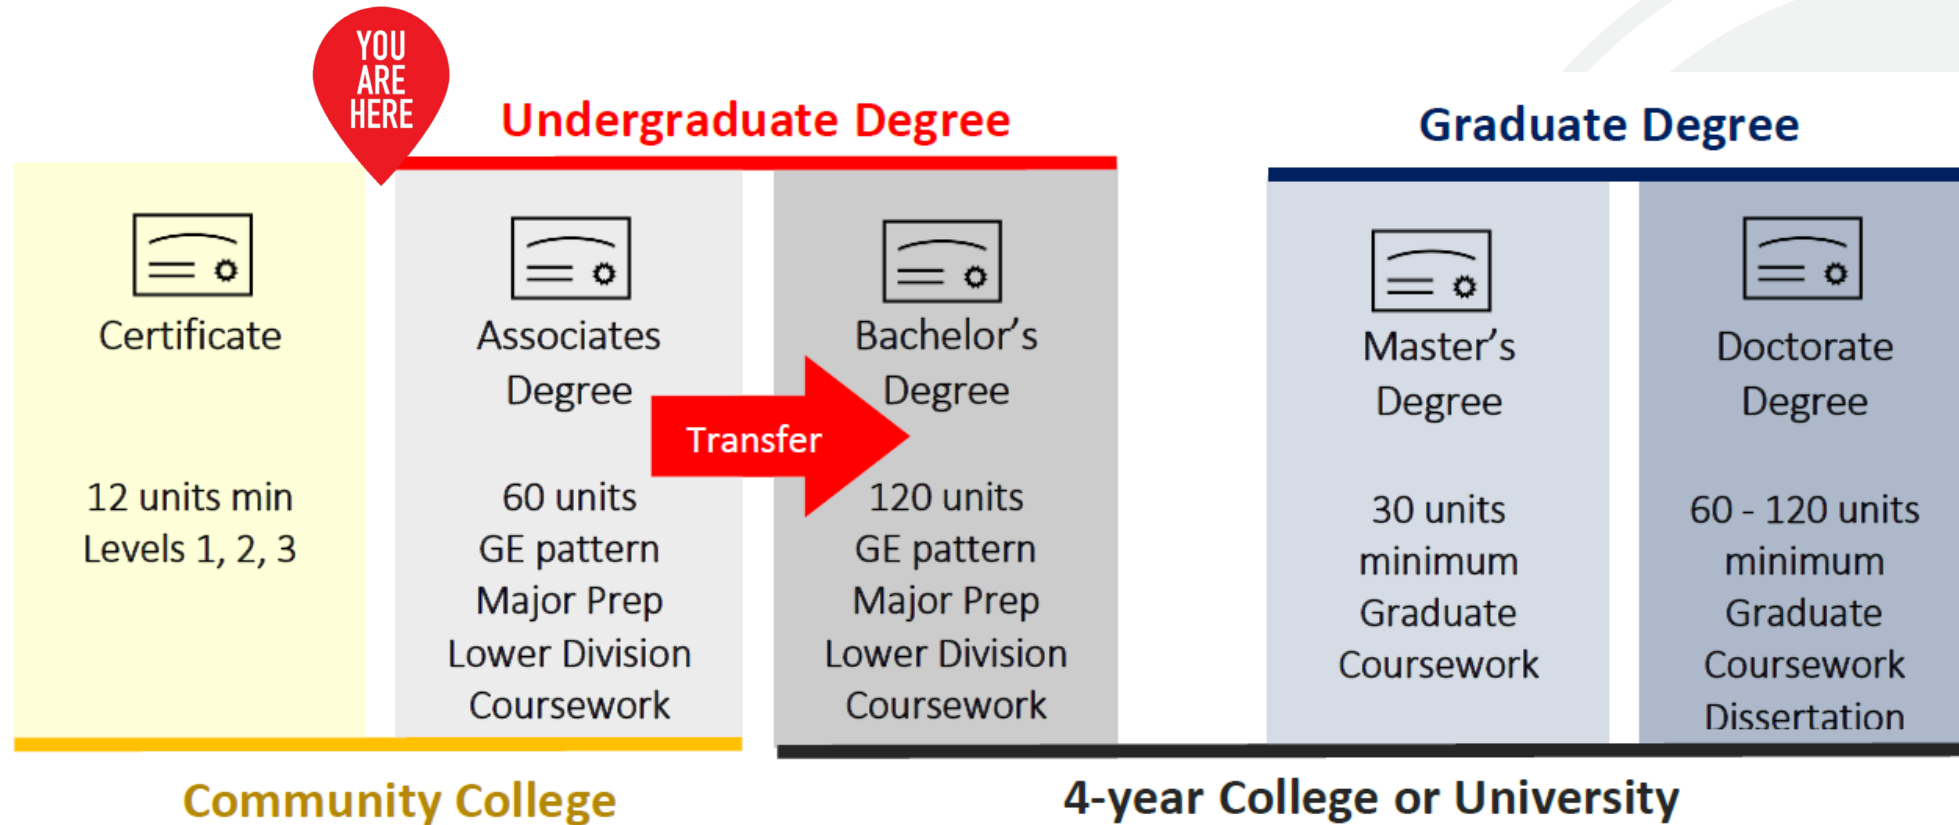 YOU
ARE
HERE
Undergraduate Degree
Graduate Degree
Certificate
12 units min
Levels 1, 2, 3
Associates
Degree
60 units
GE pattern
Major Prep
Lower Division
Coursework
Transfer
Bachelor's
Degree
120 units
GE pattern
Major Prep
Lower Division
Coursework
Master's
Degree
30 units
minimum
Graduate
Coursework
Doctorate
Degree
60 - 120 units
minimum
Graduate
Coursework
Dissertation
Community College
4-year College or University